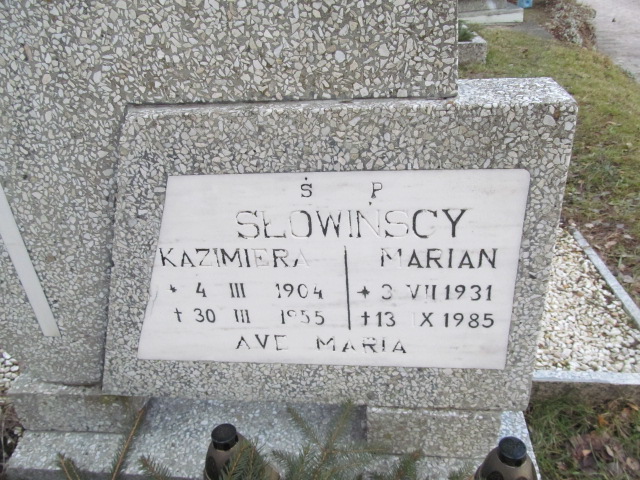 Ś P
SŁOWIŃSCY
KAZIMIERA MARIAN
* 4 III 1904 * 3 VII 1931
† 30 III 1955 † 13 IX 1985
AVE MARIA